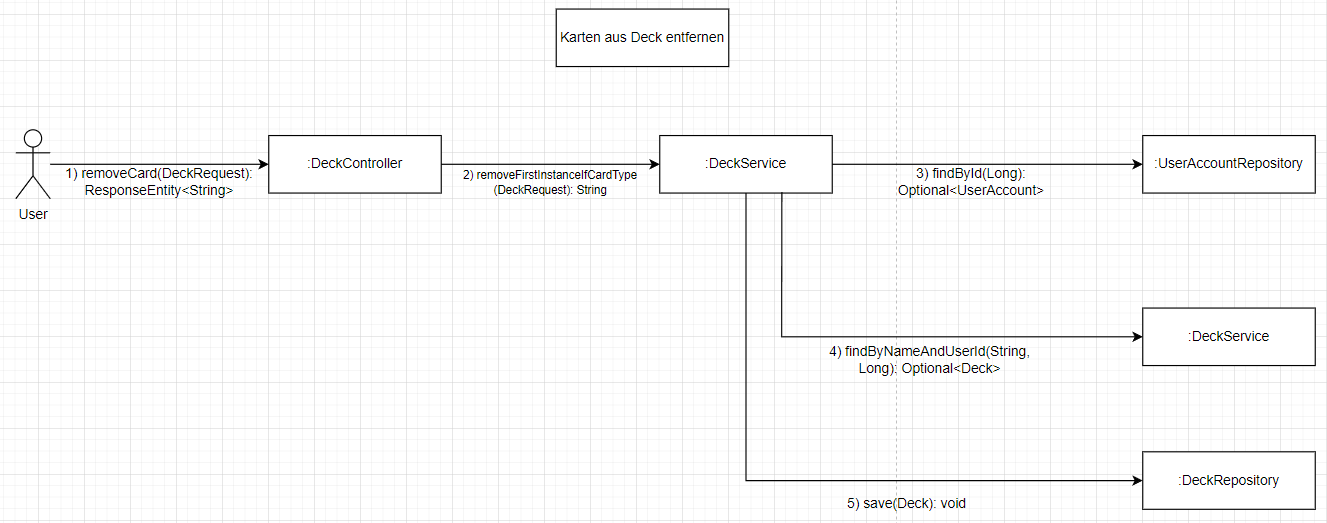 Karten aus Deck entfernen
User
1) removeCard(DeckRequest):
ResponseEntity<String>
:DeckController
2) removeFirstInstanceIfCardType
(DeckRequest): String
:DeckService
3) findById(Long):
Optional<UserAccount>
:UserAccountRepository
4) findByNameAndUserId(String,
Long): Optional<Deck>
:DeckService
5) save(Deck): void
:DeckRepository